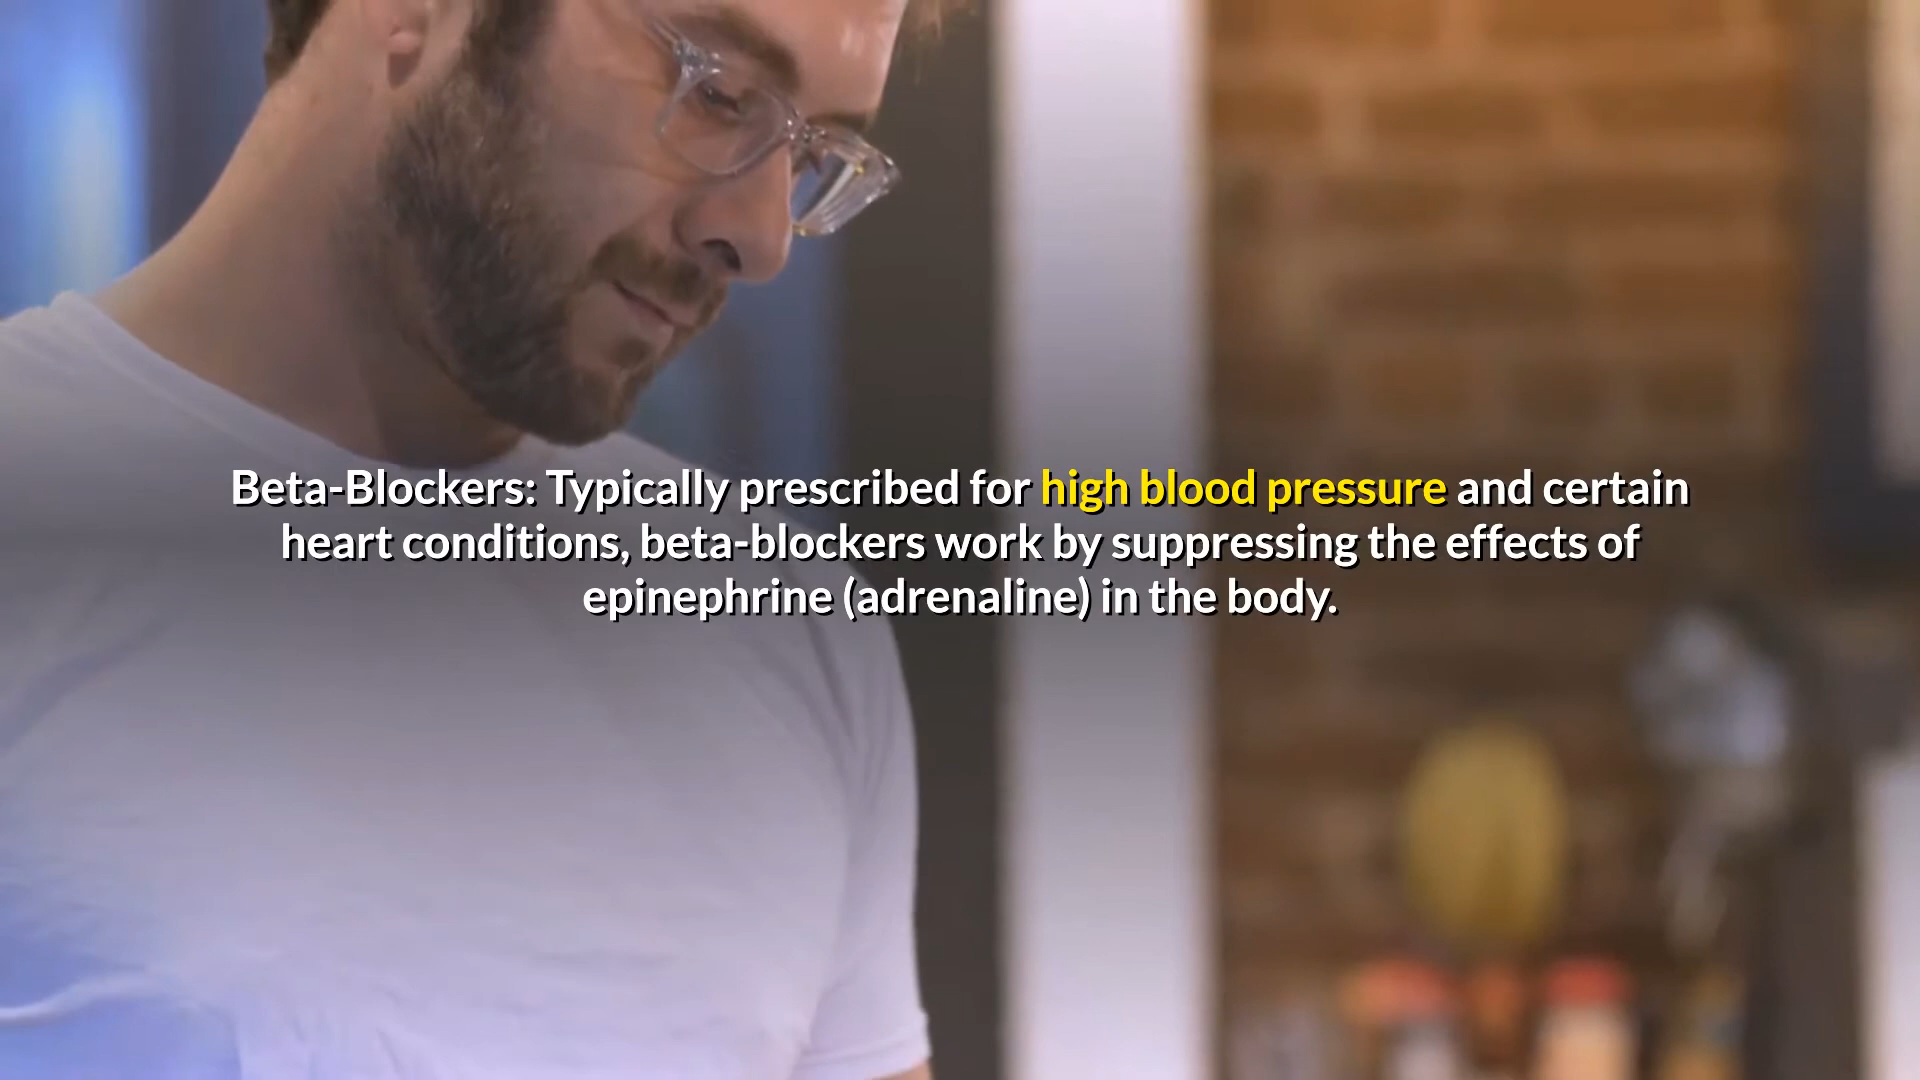 Beta-Blockers: Typically prescribed for high blood pressure and certain
heart conditions, beta-blockers work by suppressing the effects of
epinephrine (adrenaline) in the body.